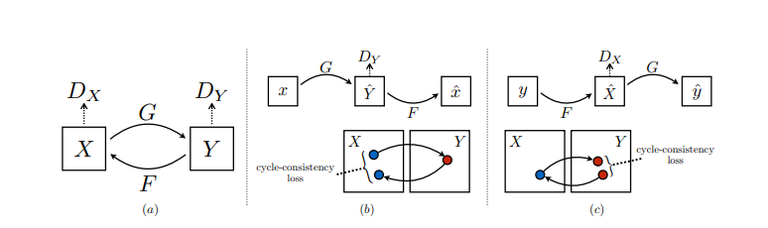 D_X
D_Y
G
X
Y
F
(a)
D_Y
G
x
Ŷ
x̂
F
X
Y
cycle-consistency
loss
(b)
D_X
G
y
X̂
ŷ
F
X
Y
cycle-consistency
loss
(c)